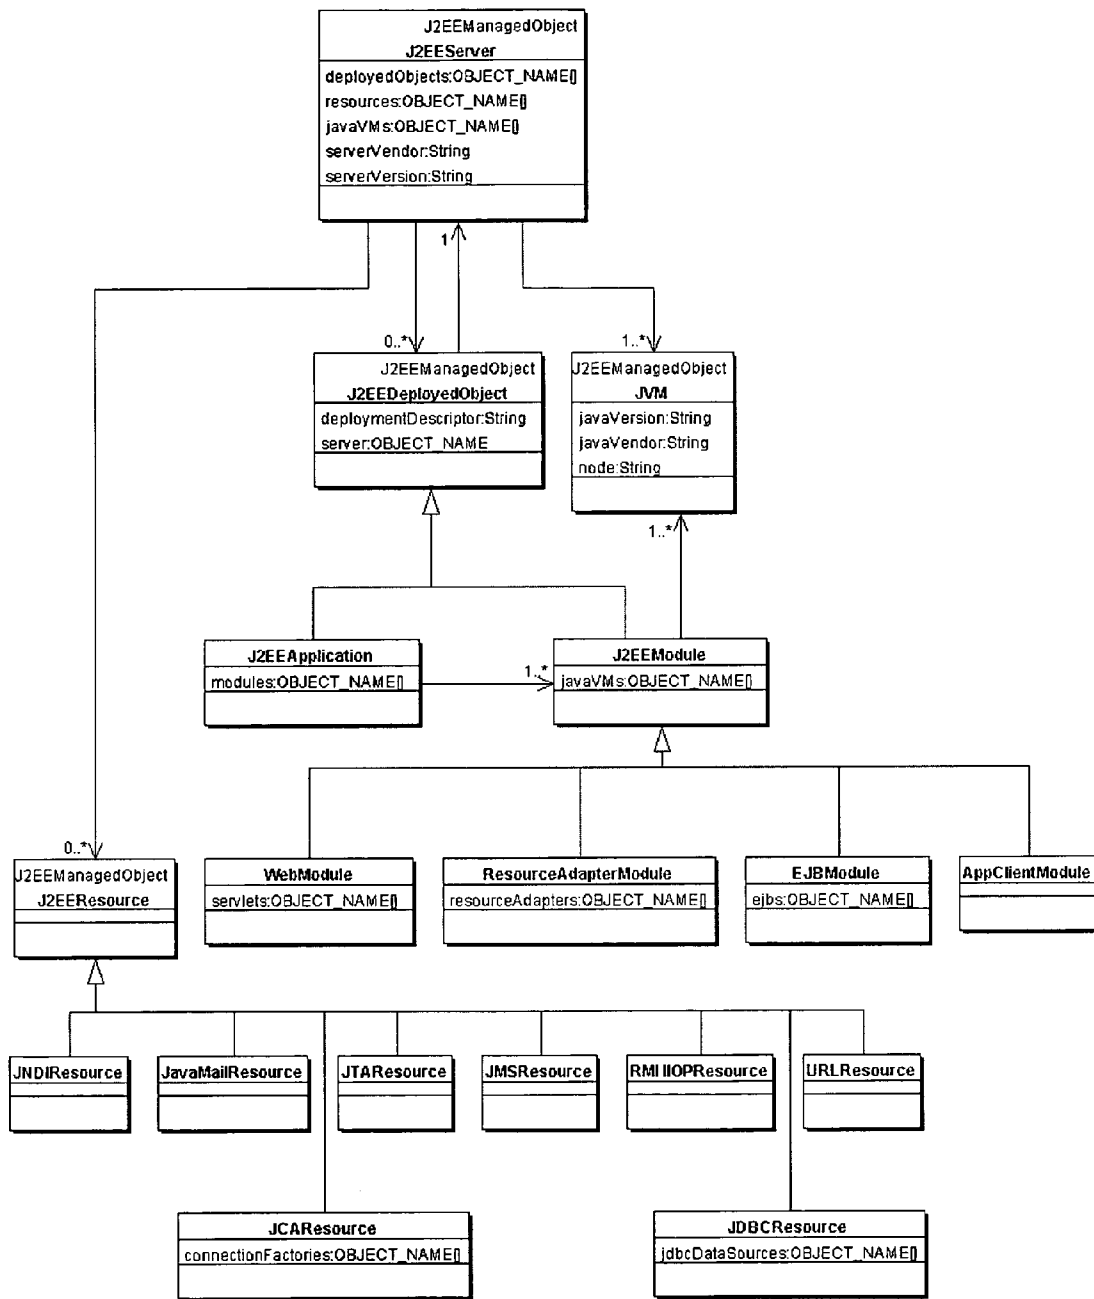 J2EEManagedObject
J2EEServer
deployedObjects:OBJECT_NAME[]
resources:OBJECT_NAME[]
javaVMs:OBJECT_NAME[]
serverVendor:String
serverVersion:String
1
0..*
1..*
J2EEManagedObject
J2EEDeployedObject
deploymentDescriptor:String
server:OBJECT_NAME
J2EEManagedObject
JVM
javaVersion:String
javaVendor:String
node:String
1..*
J2EEApplication
modules:OBJECT_NAME[]
1..*
J2EEModule
javaVMs:OBJECT_NAME[]
0..*
J2EEManagedObject
J2EEResource
WebModule
servlets:OBJECT_NAME[]
ResourceAdapterModule
resourceAdapters:OBJECT_NAME[]
EJBModule
ejbs:OBJECT_NAME[]
AppClientModule
JNDIResource
JavaMailResource
JTAResource
JMSResource
RMIIIOPResource
URLResource
JCAResource
connectionFactories:OBJECT_NAME[]
JDBCResource
jdbcDataSources:OBJECT_NAME[]